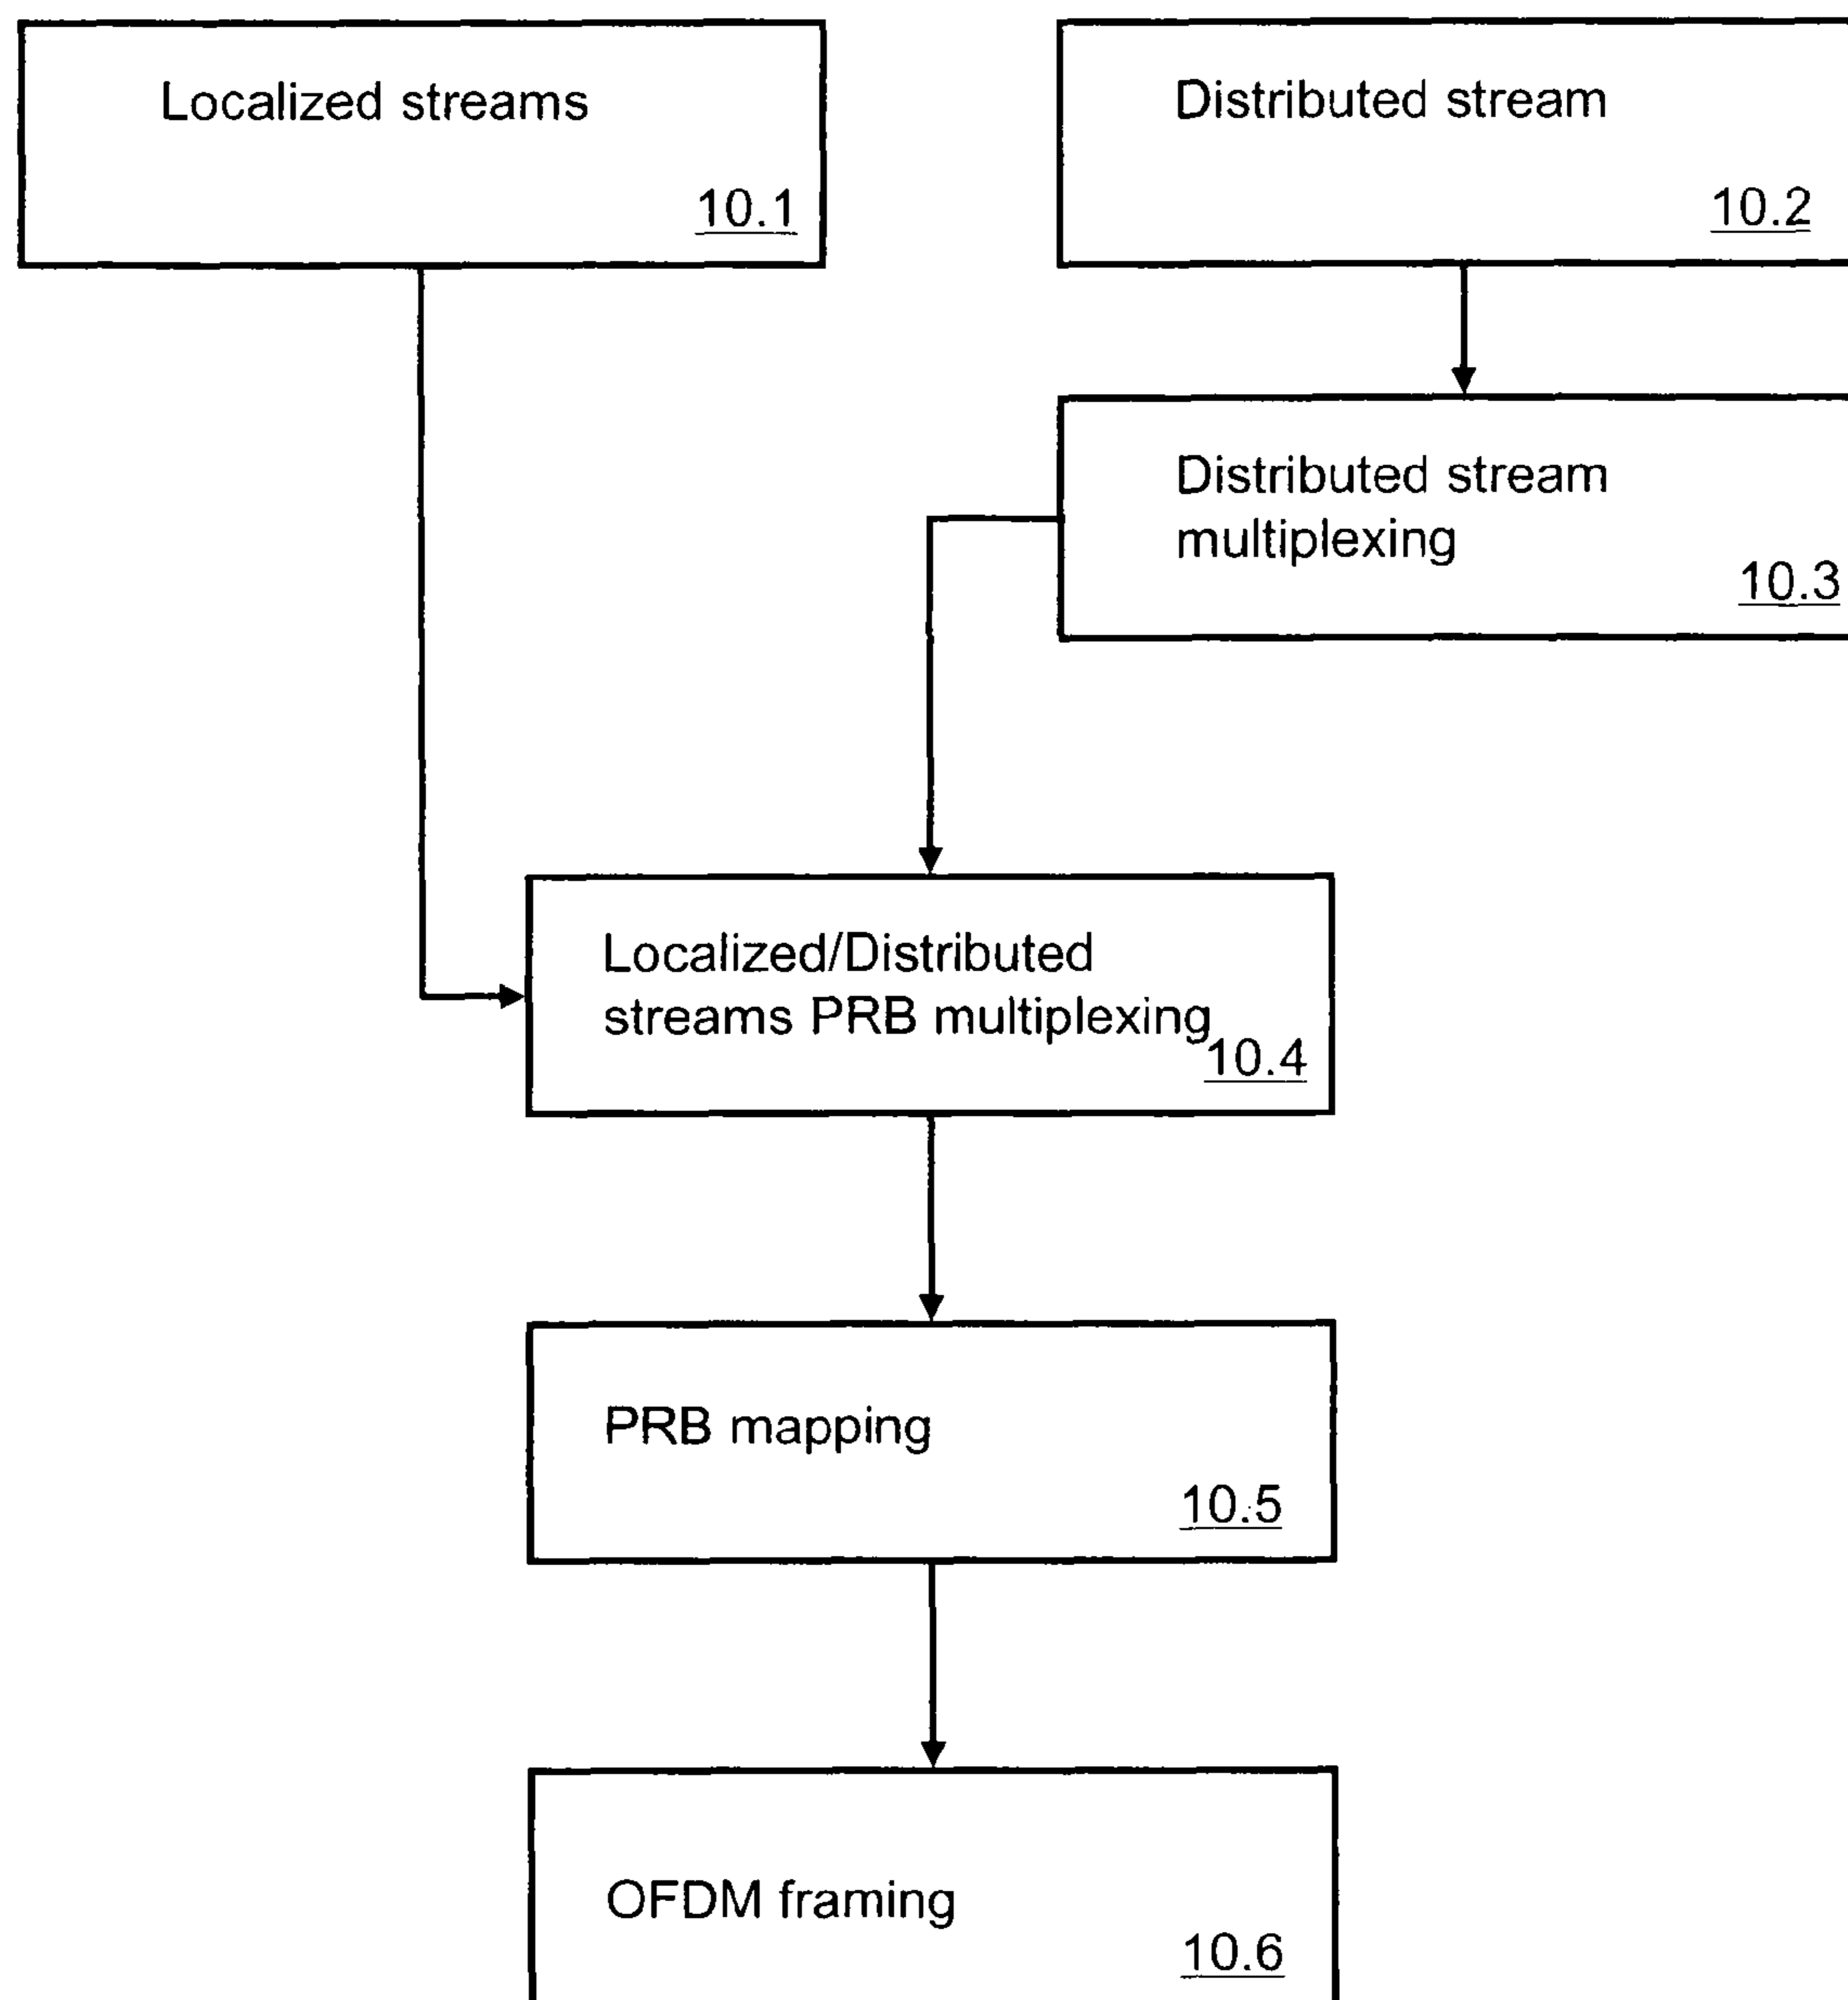 Localized streams
10.1
Distributed stream
10.2
Distributed stream
multiplexing
10.3
Localized/Distributed
streams PRB multiplexing
10.4
PRB mapping
10.5
OFDM framing
10.6